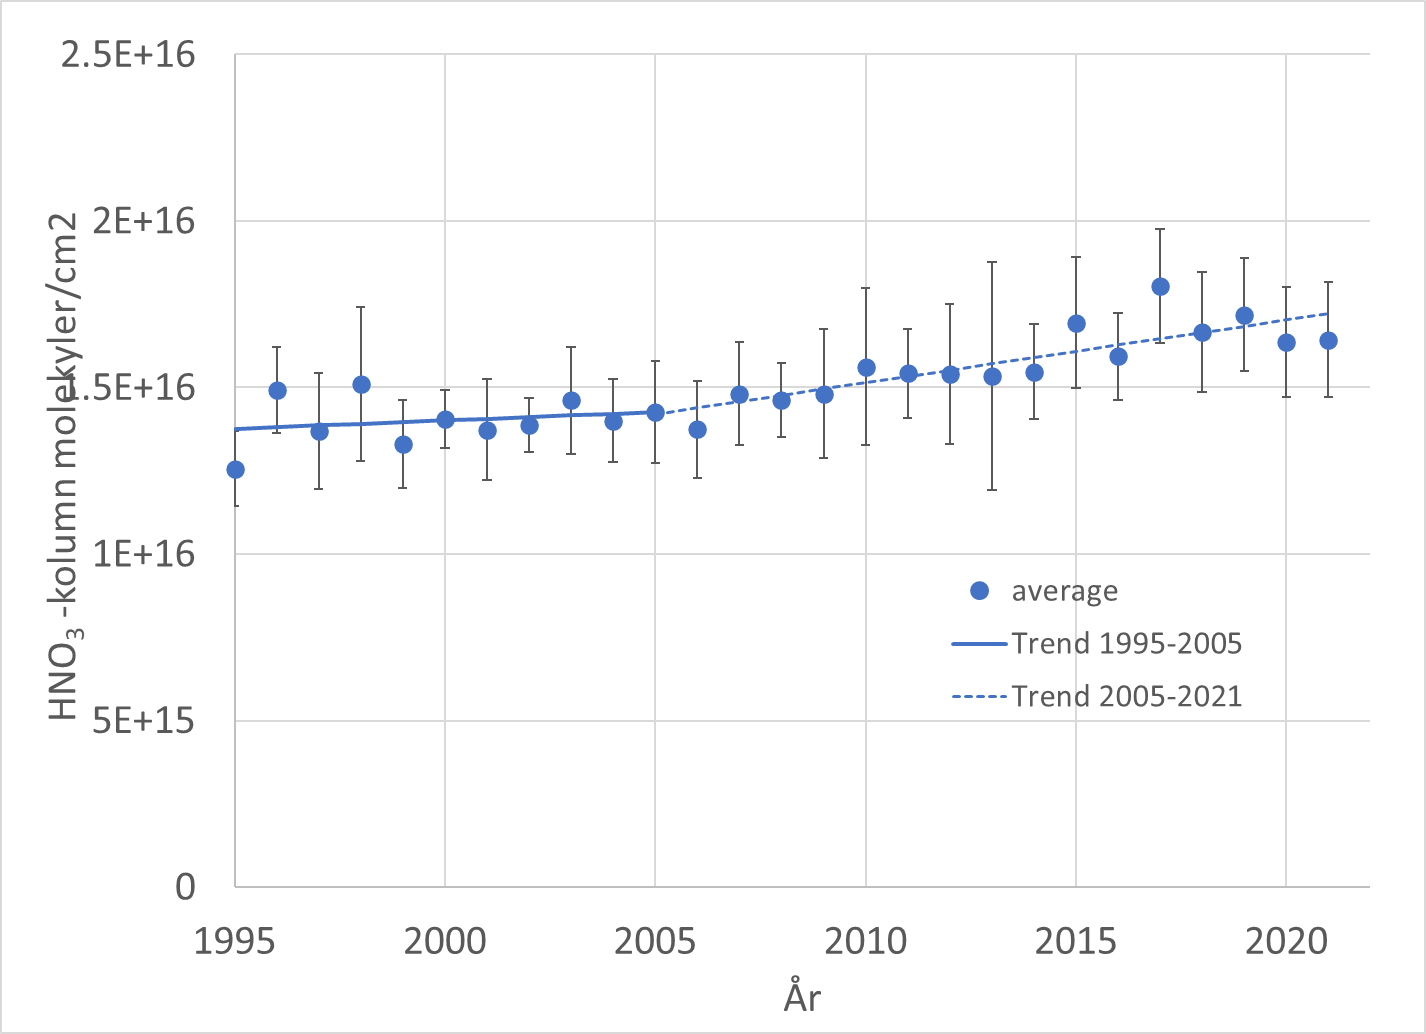 2.5E+16
2E+16
1.5E+16
1E+16
5E+15
0
HNO₃ -kolumn molekyler/cm2
average
Trend 1995-2005
Trend 2005-2021
1995 2000 2005 2010 2015 2020
År